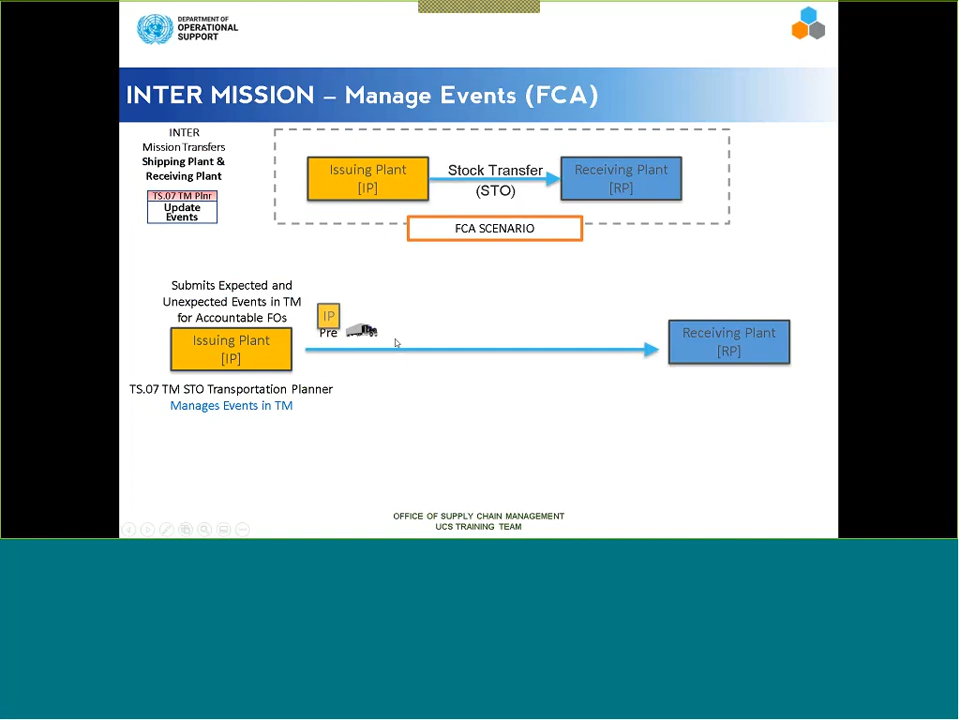 DEPARTMENT OF
OPERATIONAL
SUPPORT
INTER MISSION – Manage Events (FCA)
INTER
Mission Transfers
Shipping Plant &
Receiving Plant
TS.07 TM Plnr
Update
Events
Issuing Plant
[IP]
Stock Transfer
(STO)
Receiving Plant
[RP]
FCA SCENARIO
Submits Expected and
Unexpected Events in TM
for Accountable FOs
Issuing Plant
[IP]
IP
Pre
Receiving Plant
[RP]
TS.07 TM STO Transportation Planner
Manages Events in TM
OFFICE OF SUPPLY CHAIN MANAGEMENT
UCS TRAINING TEAM